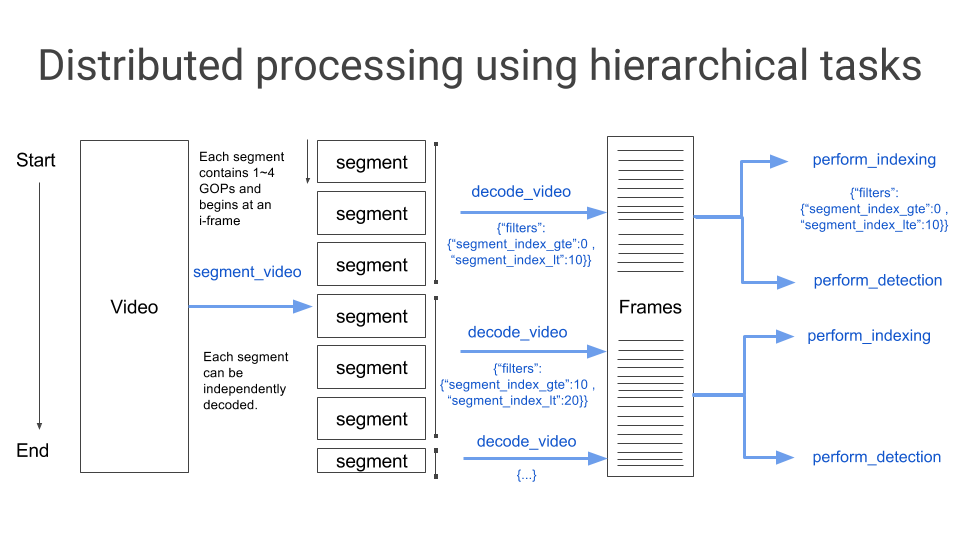 Distributed processing using hierarchical tasks
Start
End
Video
Each segment
contains 1~4
GOPs and
begins at an
i-frame
segment_video
Each segment
can be
independently
decoded.
segment
segment
segment
segment
segment
segment
segment
decode_video
{“filters”:
{“segment_index_gte”:0 ,
“segment_index_lt”:10}}
decode_video
{“filters”:
{“segment_index_gte”:10 ,
“segment_index_lt”:20}}
decode_video
{...}
Frames
perform_indexing
{“filters”:
{“segment_index_gte”:0 ,
“segment_index_lte”:10}}
perform_detection
perform_indexing
perform_detection